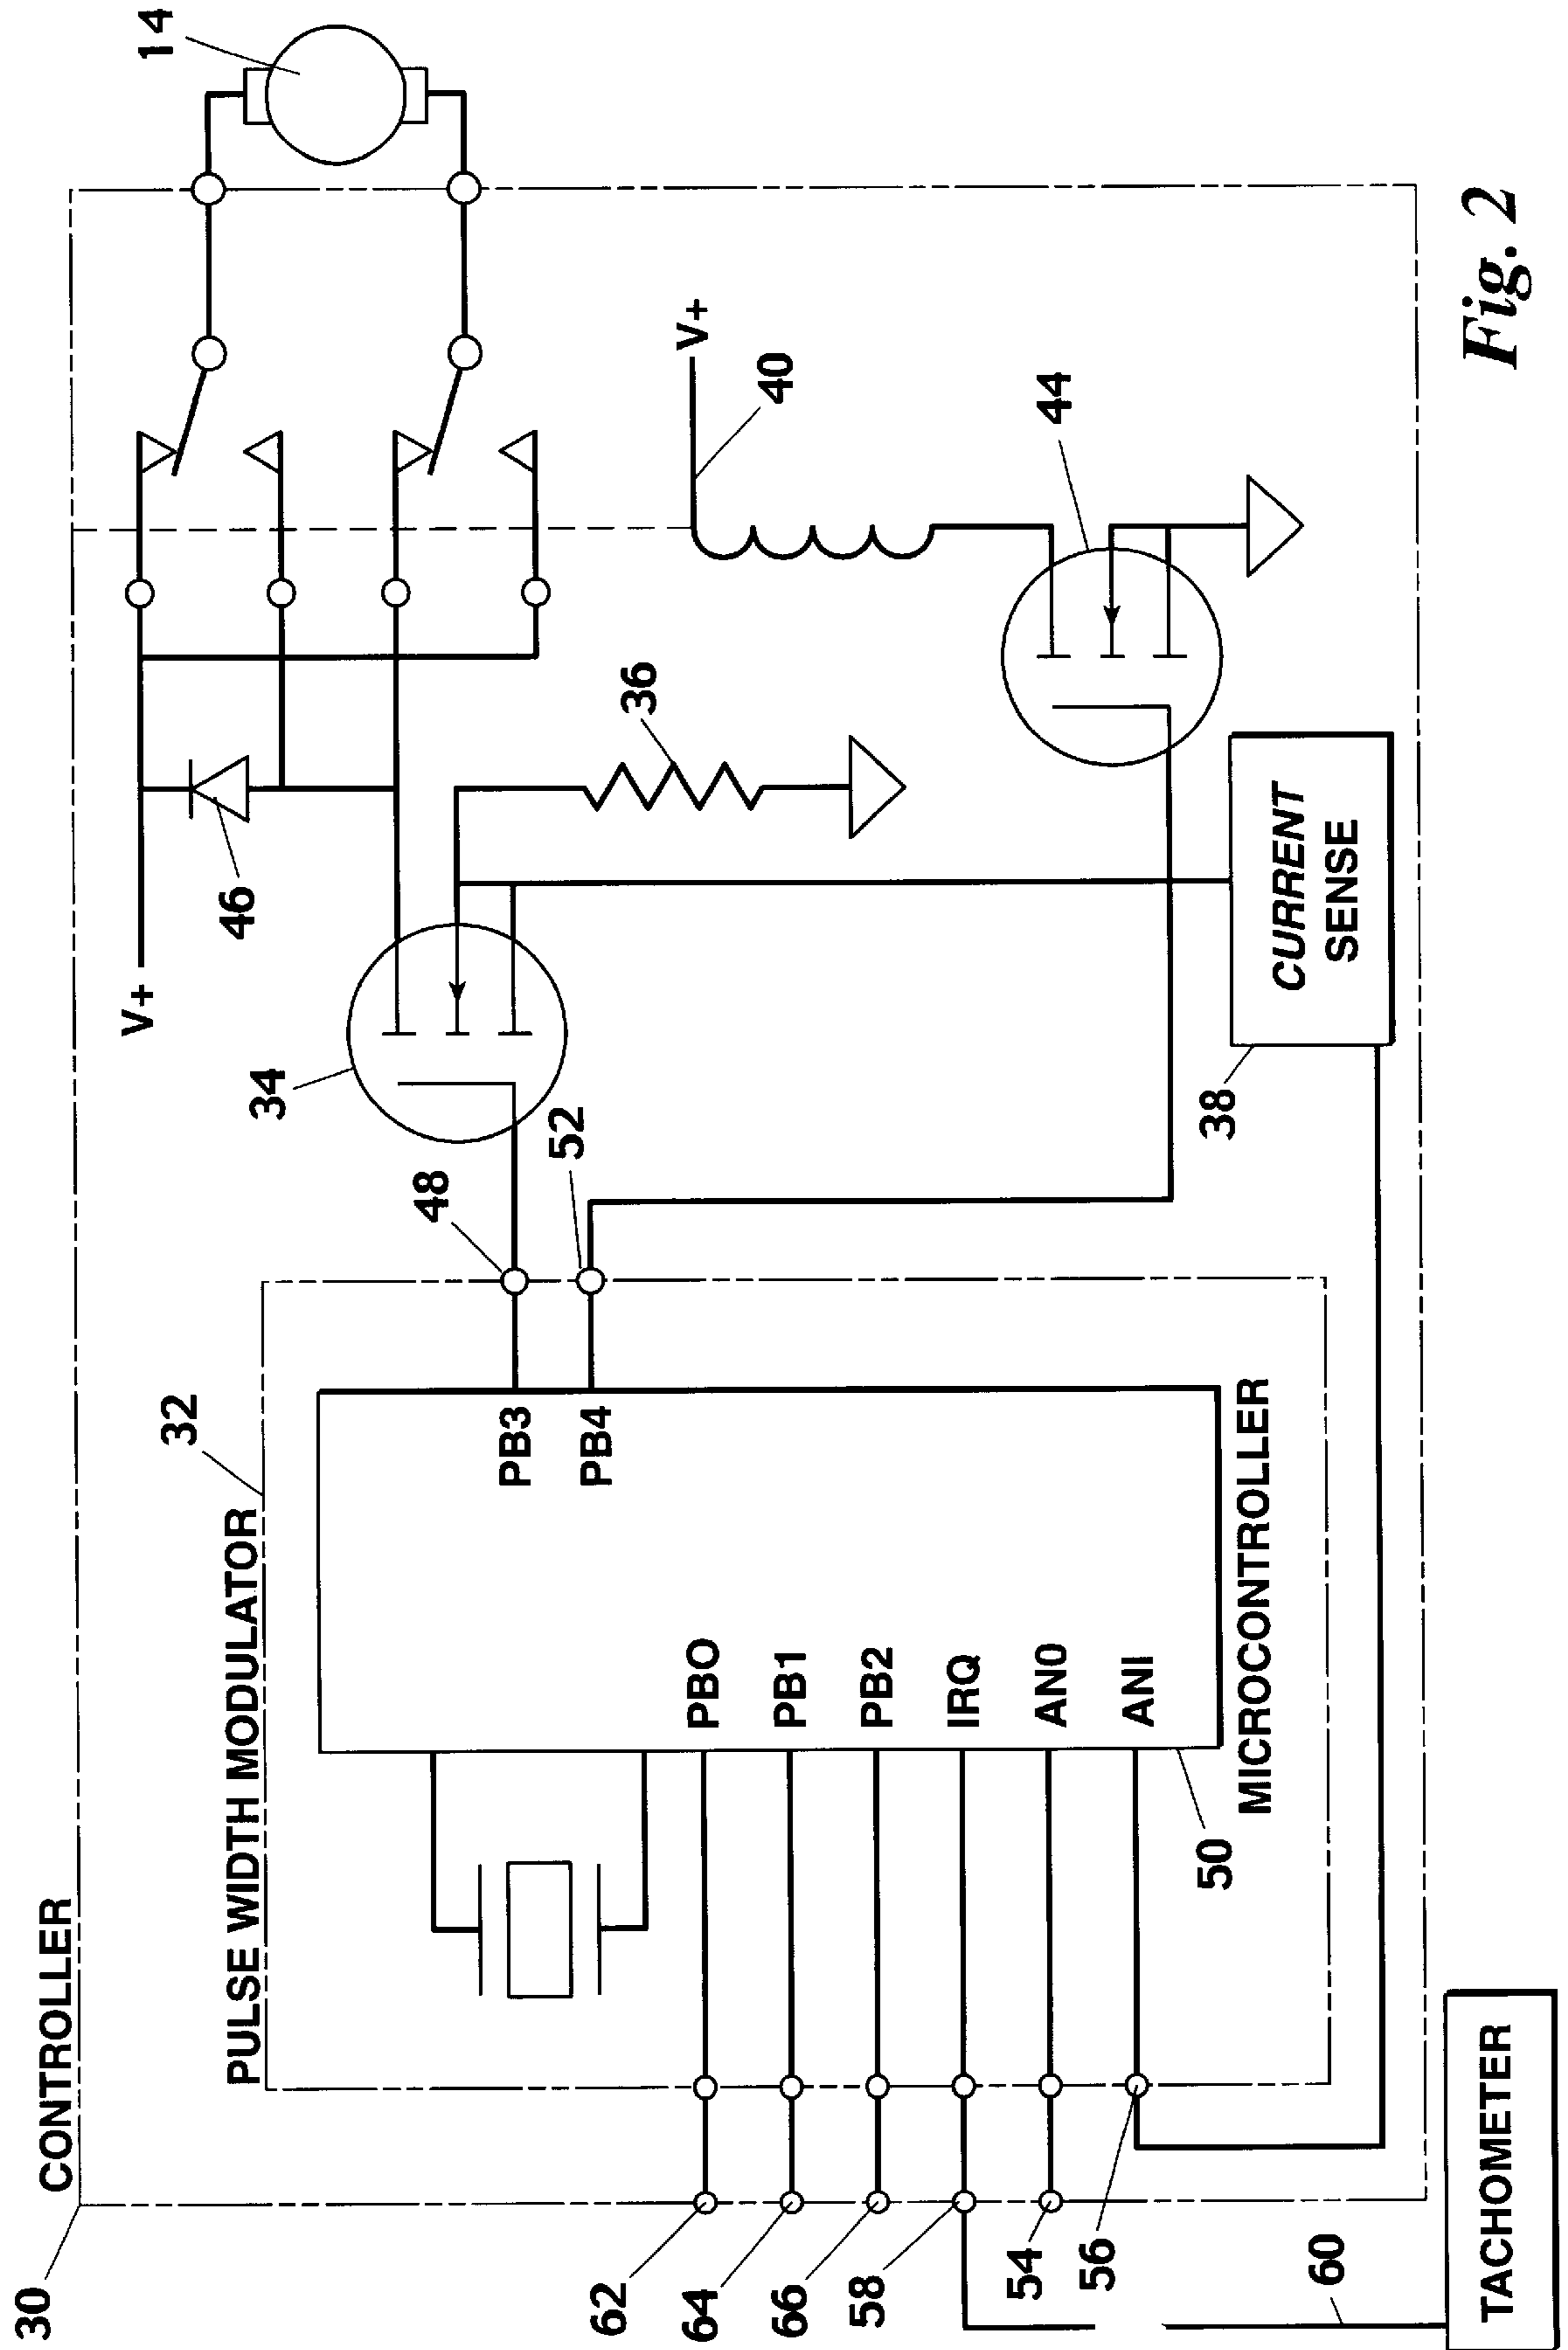 CONTROLLER
30
PULSE WIDTH MODULATOR
32
14
V+
46
34
48
52
36
V+
40
44
PB3
PB4
PBO
PB1
PB2
IRQ
AN0
ANI
50
MICROCONTROLLER
38
CURRENT
SENSE
62
64
66
58
54
56
60
TACHOMETER
Fig. 2